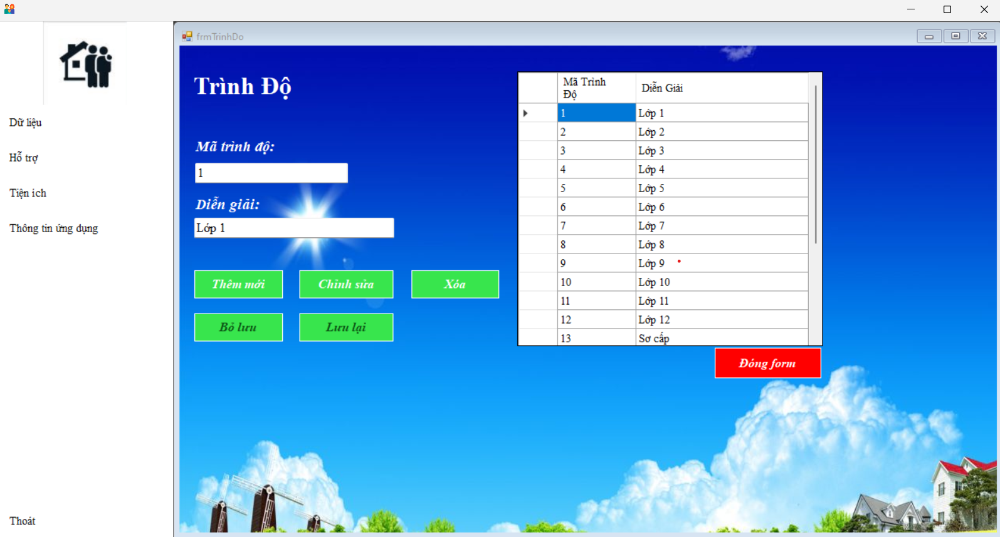 frmTrinhDo
Dữ liệu
Hỗ trợ
Tiện ích
Thông tin ứng dụng
Thoát
Trình Độ
Mã trình độ:
1
Diễn giải:
Lớp 1
Thêm mới
Chỉnh sửa
Xóa
Bỏ lưu
Lưu lại
Mã Trình Độ
Diễn Giải
1 Lớp 1
2 Lớp 2
3 Lớp 3
4 Lớp 4
5 Lớp 5
6 Lớp 6
7 Lớp 7
8 Lớp 8
9 Lớp 9
10 Lớp 10
11 Lớp 11
12 Lớp 12
13 Sơ cấp
Đóng form